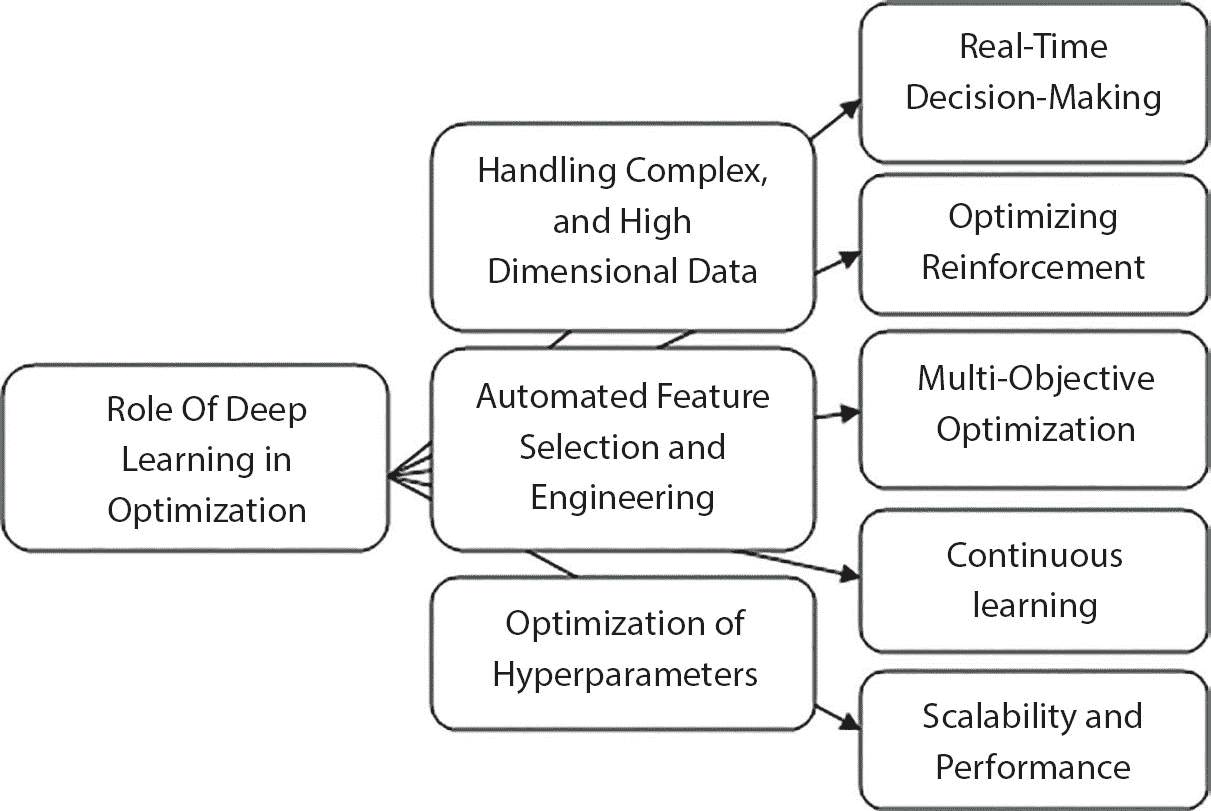 Role Of Deep
Learning in
Optimization
Handling Complex,
and High
Dimensional Data
Automated Feature
Selection and
Engineering
Optimization of
Hyperparameters
Real-Time
Decision-Making
Optimizing
Reinforcement
Multi-Objective
Optimization
Continuous
learning
Scalability and
Performance